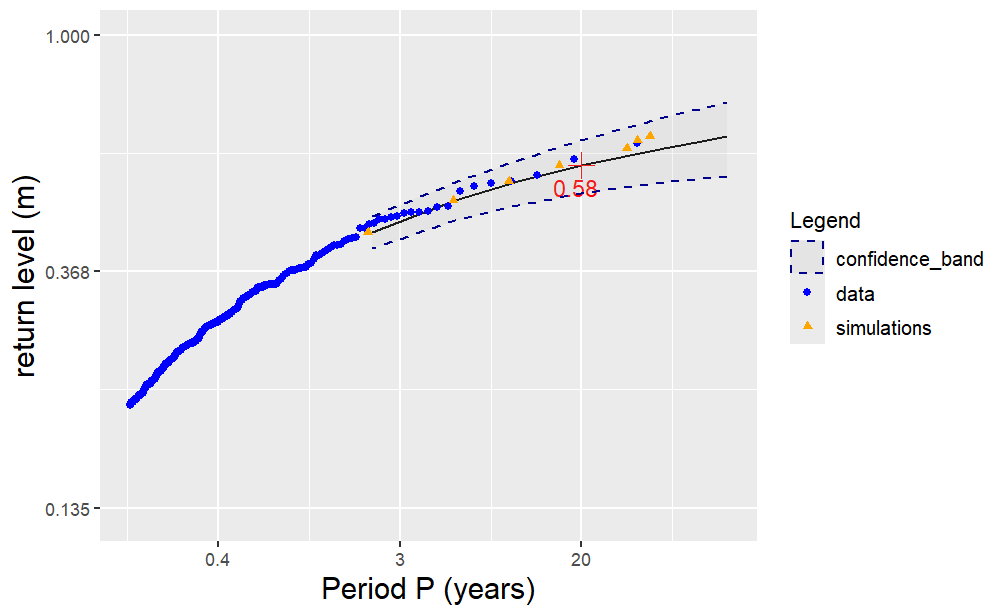 1.000
0.368
0.135
return level (m)
0.58
0.4
3
20
Period P (years)
Legend
confidence_band
data
simulations